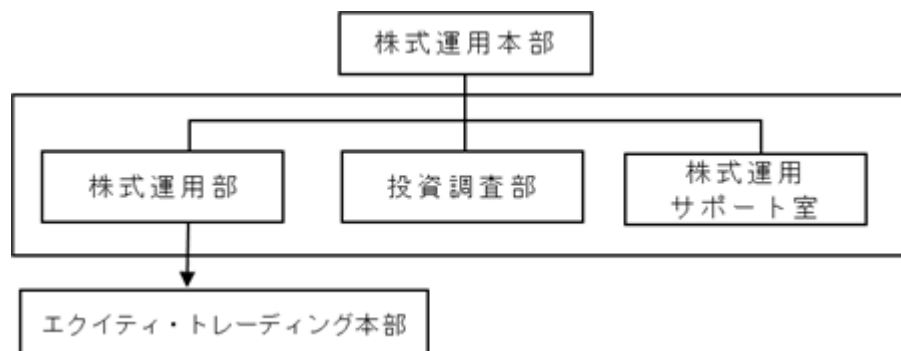 株式運用本部
株式運用部
投資調査部
株式運用
サポート室
エクイティ・トレーディング本部